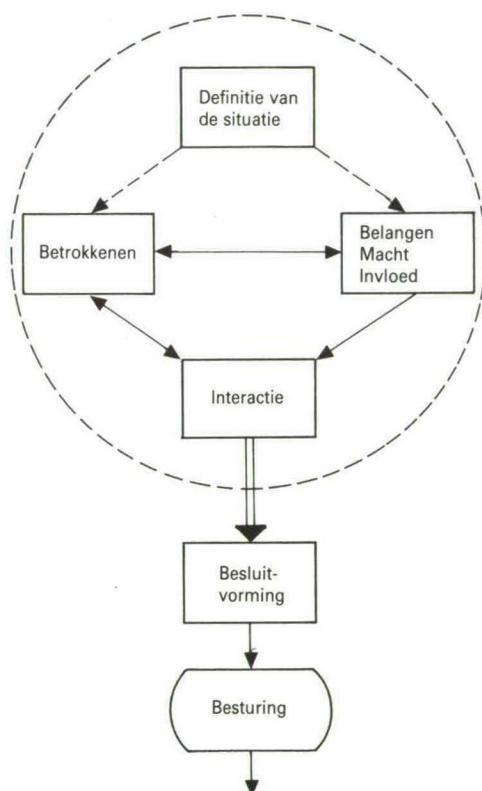 Definitie van
de situatie
Betrokkenen
Belangen
Macht
Invloed
Interactie
Besluit-
vorming
Besturing